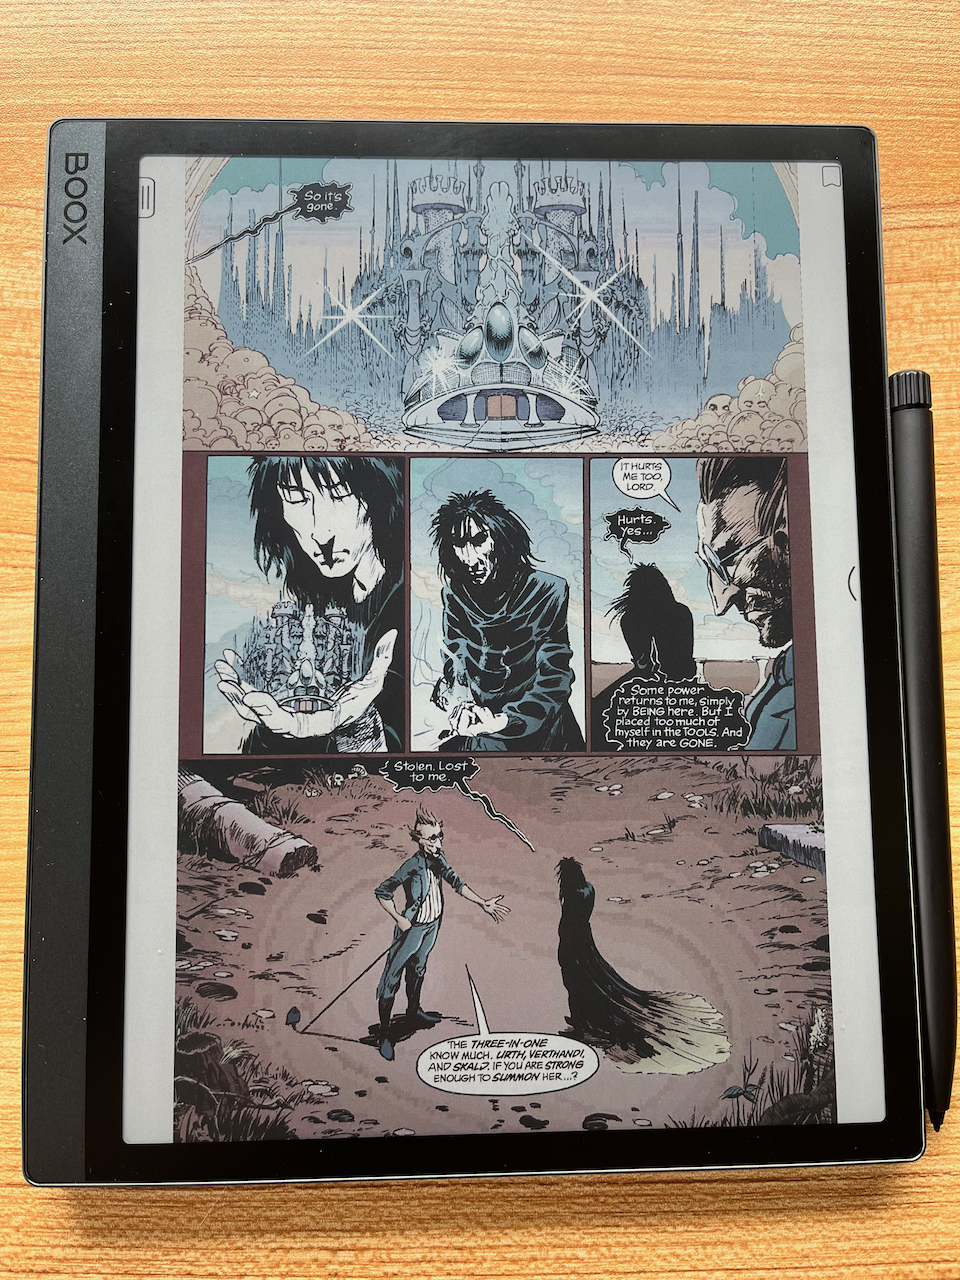 BOOX
So it's
gone.
IT HURTS
ME TOO,
LORD.
Hurts.
Yes...
Some power
returns to me, simply
by BEING here. But I
placed too much of
myself in the TOOLS. And
they are GONE.
Stolen. Lost
to me.
THE THREE-IN-ONE
KNOW MUCH. URTH, VERTHANDI,
AND SKALD. IF YOU ARE STRONG
ENOUGH TO SUMMON HER...?